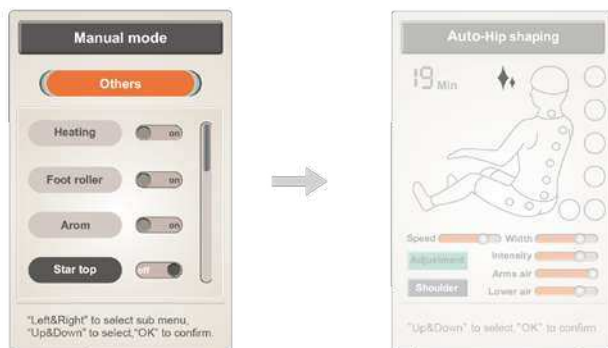 Manual mode
Others
Heating
on
Foot roller
on
Arom
on
Star top
off
"Left&Right" to select sub menu,
"Up&Down" to select,"OK" to confirm.
Auto-Hip shaping
19 Min
Speed
Width
Adjustment
Intensity
Arms air
Shoulder
Lower air
"Up&Down" to select,"OK" to confirm.